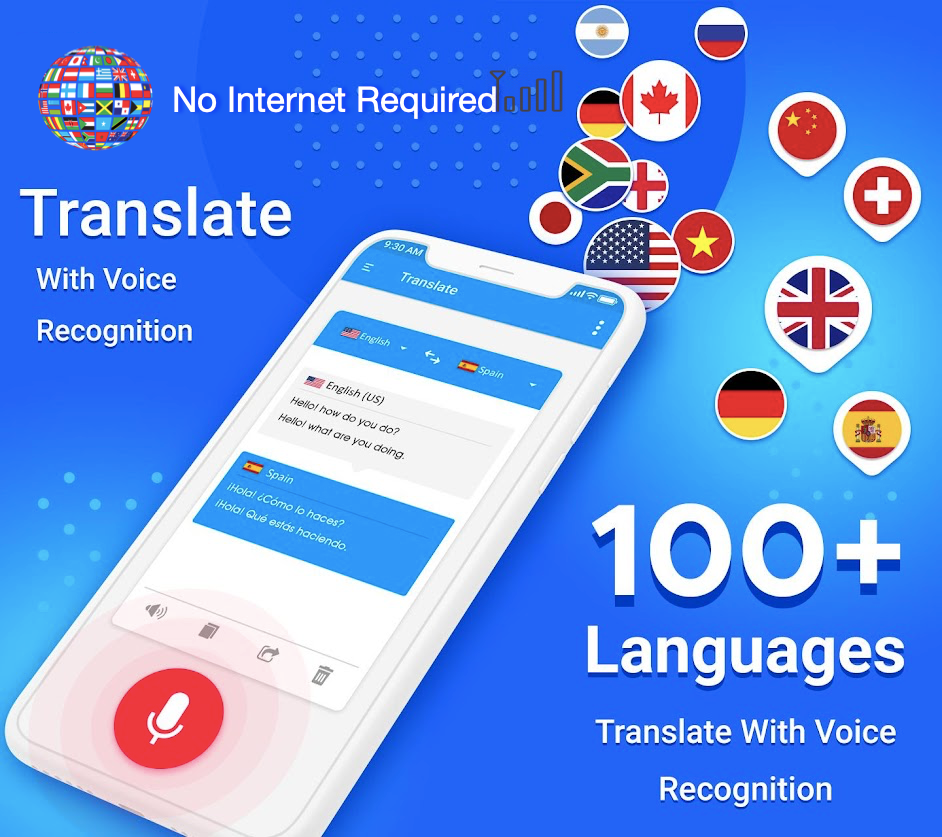 No Internet Required
Translate
With Voice
Recognition
9:30 AM
Translate
English
Spain
English (US)
Hello! how do you do?
Hello! what are you doing.
Spain
¡Hola! ¿Cómo lo haces?
¡Hola! Qué estás haciendo.
100+
Languages
Translate With Voice
Recognition